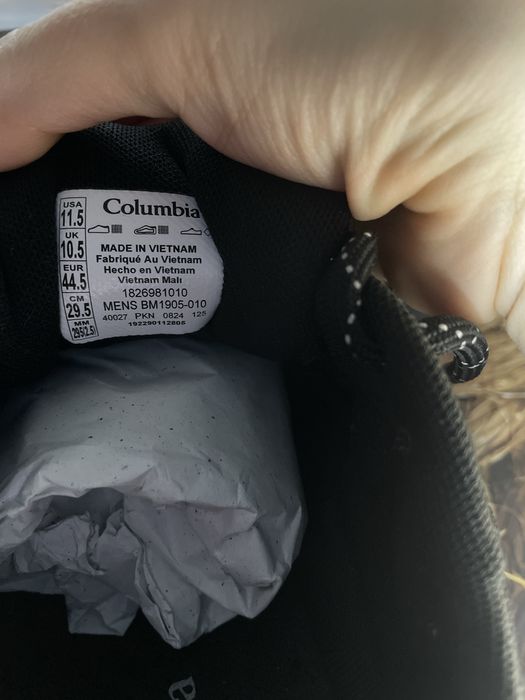 USA
11.5
UK
10.5
EUR
44.5
CM
29.5
MM
295(2.5)
Columbia
MADE IN VIETNAM
Fabriqué Au Vietnam
Hecho en Vietnam
Vietnam Malı
1826981010
MENS BM1905-010
40027 PKN 0824 125
192290112805
e